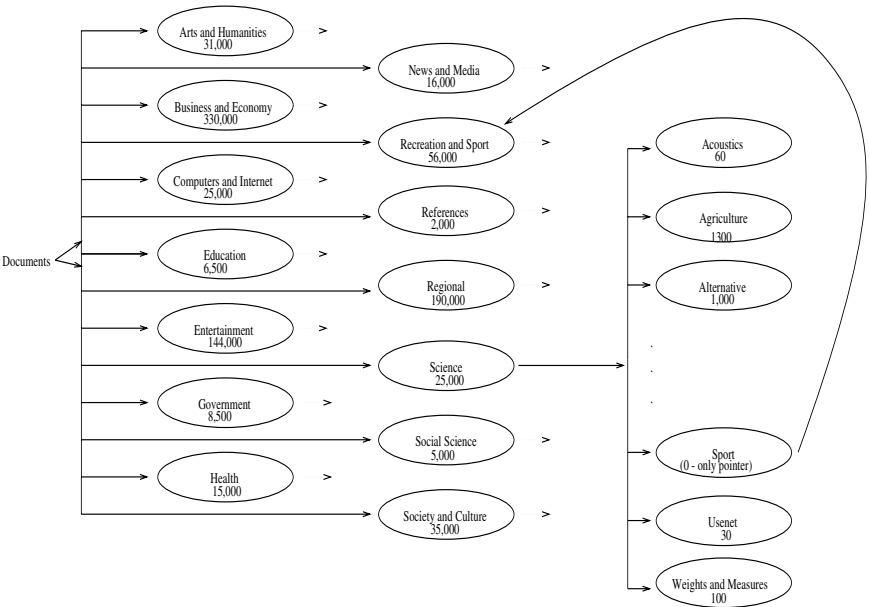 Documents
Arts and Humanities
31,000
Business and Economy
330,000
Computers and Internet
25,000
Education
6,500
Entertainment
144,000
Government
8,500
Health
15,000
News and Media
16,000
Recreation and Sport
56,000
References
2,000
Regional
190,000
Science
25,000
Social Science
5,000
Society and Culture
35,000
Acoustics
60
Agriculture
1300
Alternative
1,000
.
.
.
Sport
(0 - only pointer)
Usenet
30
Weights and Measures
100